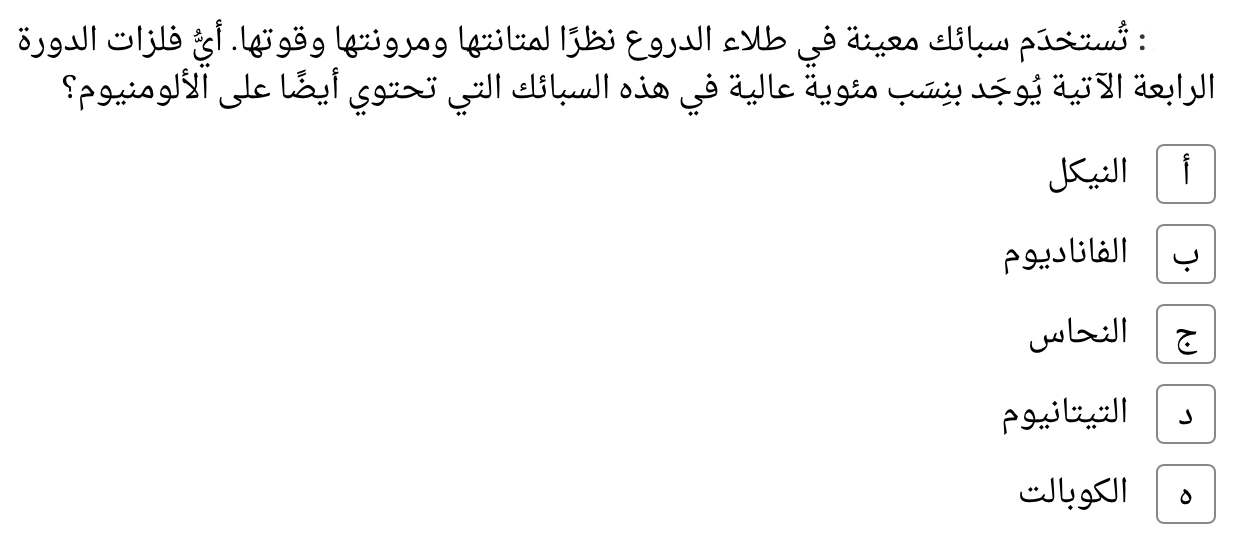 : تُستخدَم سبائك معينة في طلاء الدروع نظرًا لمتانتها ومرونتها وقوتها. أيُّ فلزات الدورة
الرابعة الآتية يُوجَد بنِسَب مئوية عالية في هذه السبائك التي تحتوي أيضًا على الألومنيوم؟
أ النيكل
ب الفاناديوم
ج النحاس
د التيتانيوم
ه الكوبالت